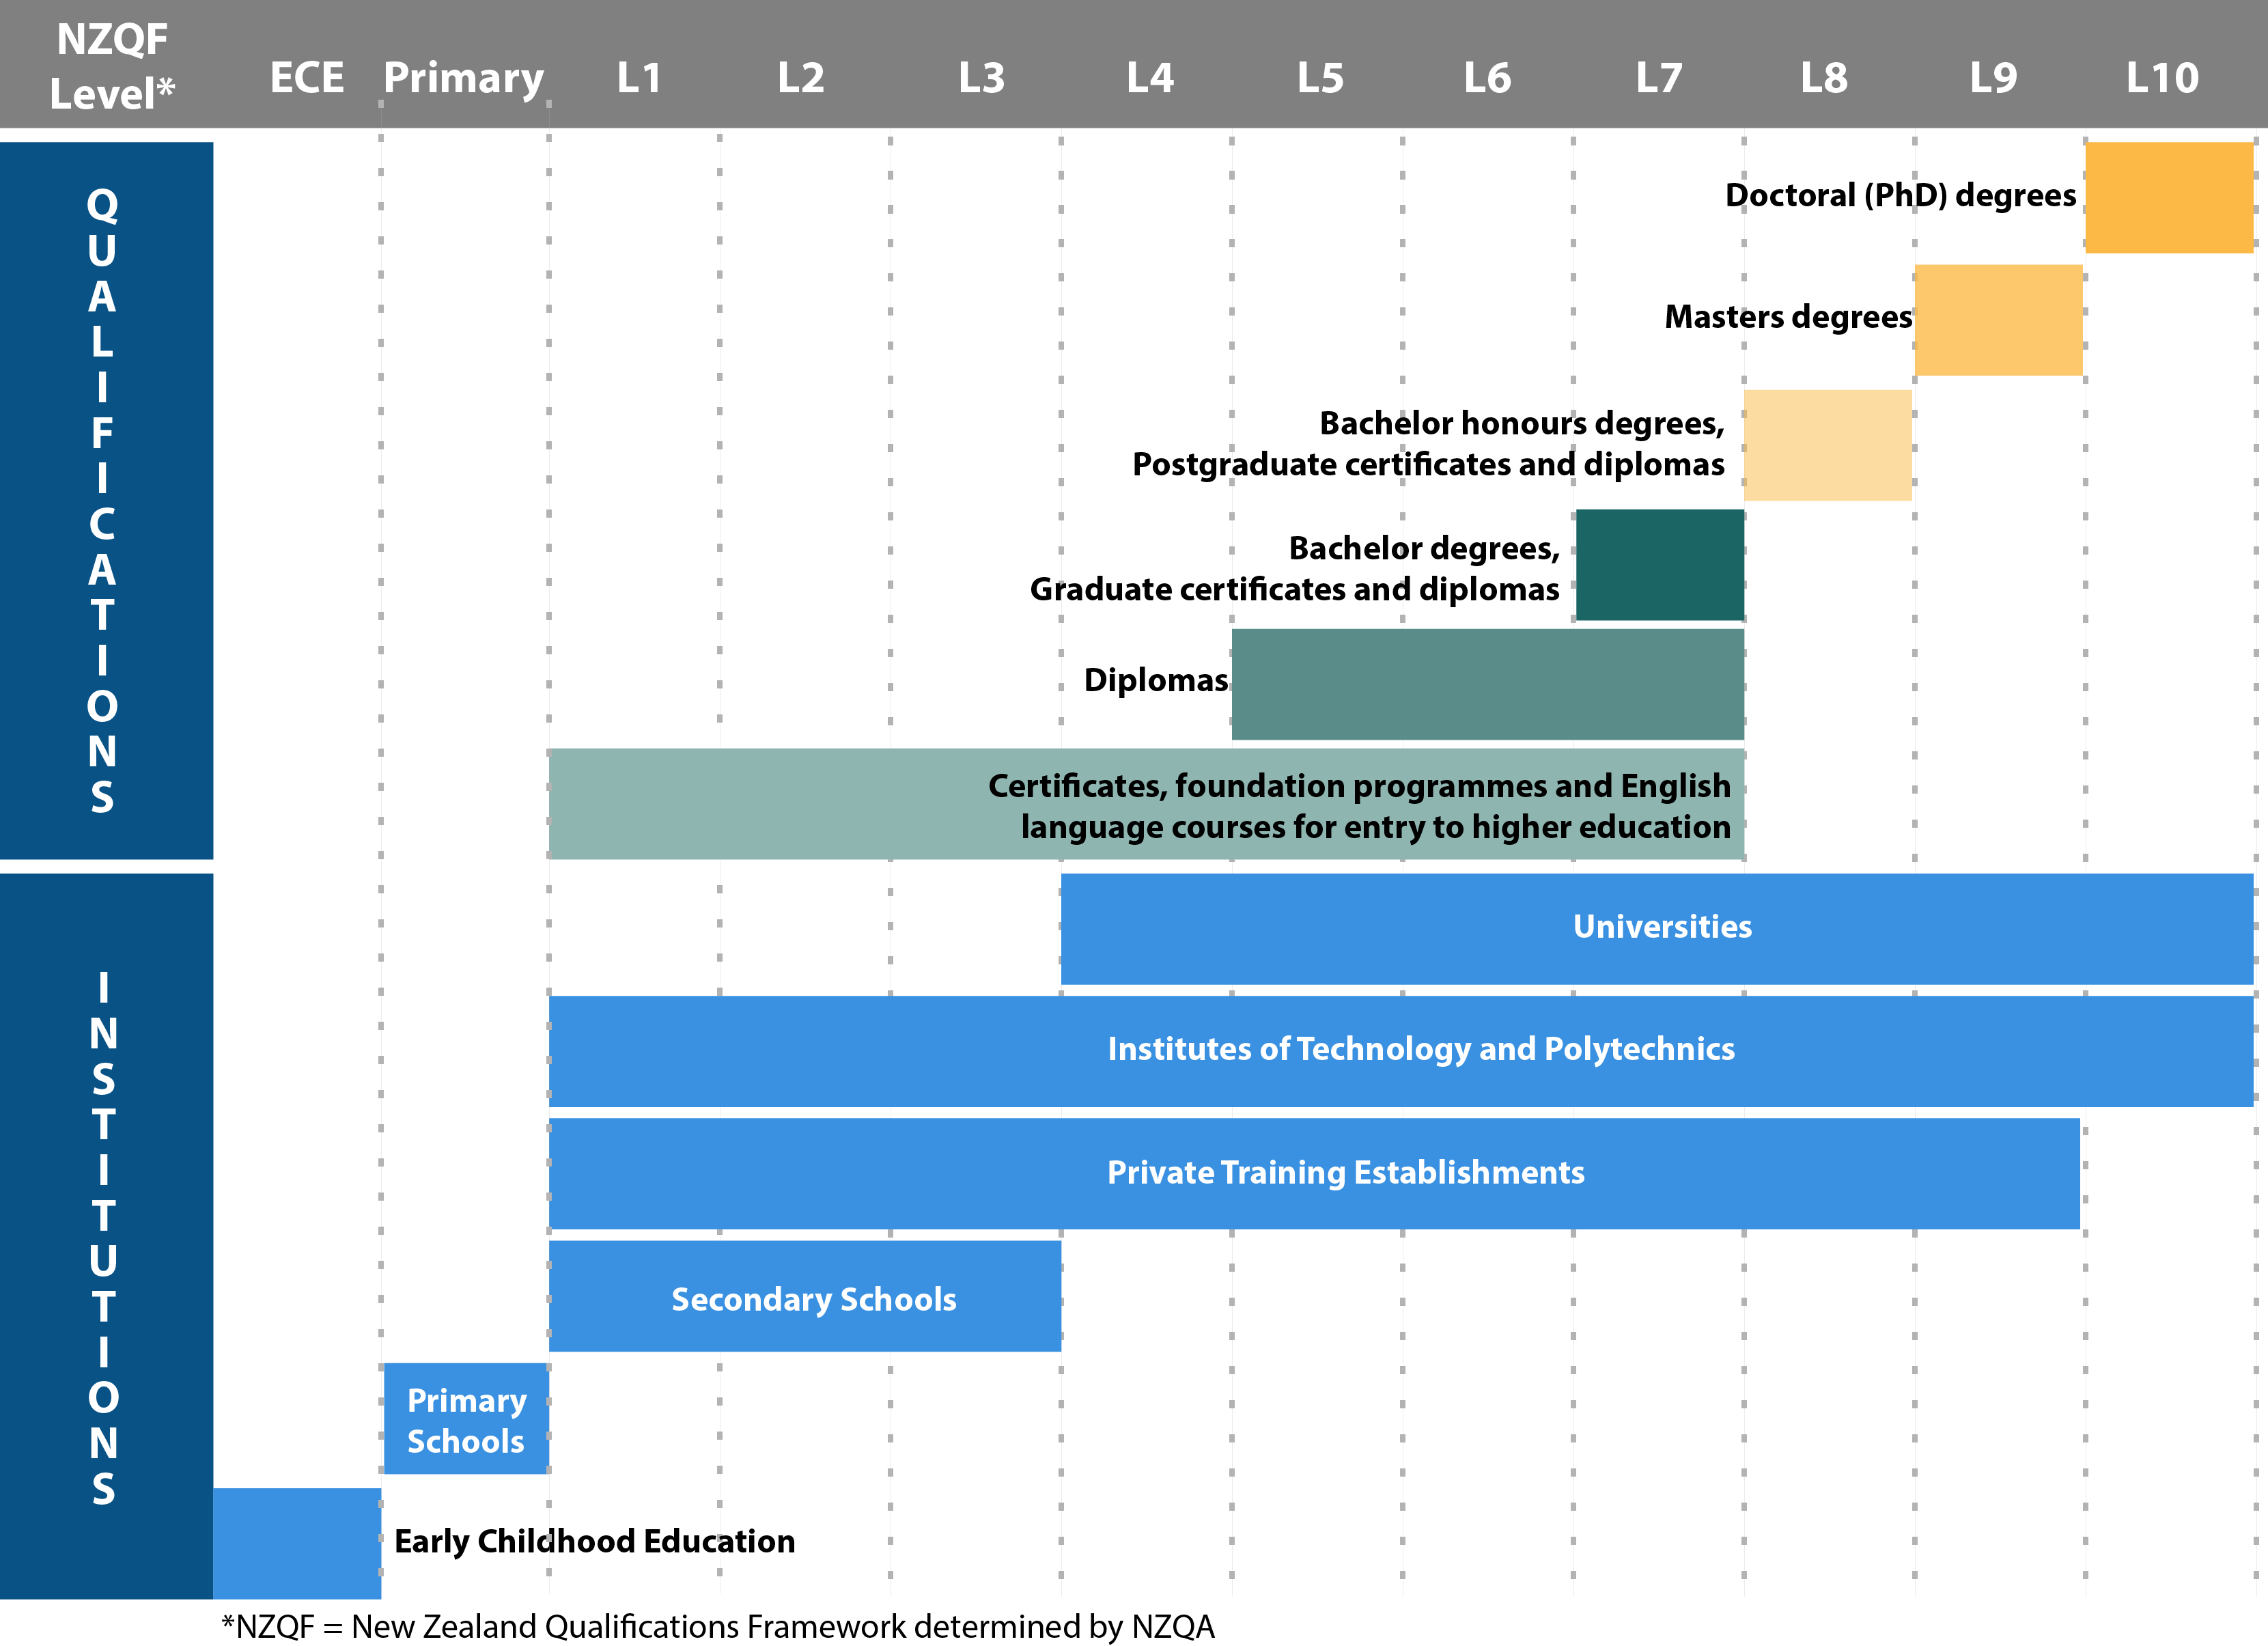 NZQF
Level*
ECE Primary L1 L2 L3 L4 L5 L6 L7 L8 L9 L10
QUALIFICATIONS
Doctoral (PhD) degrees
Masters degrees
Bachelor honours degrees,
Postgraduate certificates and diplomas
Bachelor degrees,
Graduate certificates and diplomas
Diplomas
Certificates, foundation programmes and English
language courses for entry to higher education
INSTITUTIONS
Universities
Institutes of Technology and Polytechnics
Private Training Establishments
Secondary Schools
Primary
Schools
Early Childhood Education
*NZQF = New Zealand Qualifications Framework determined by NZQA